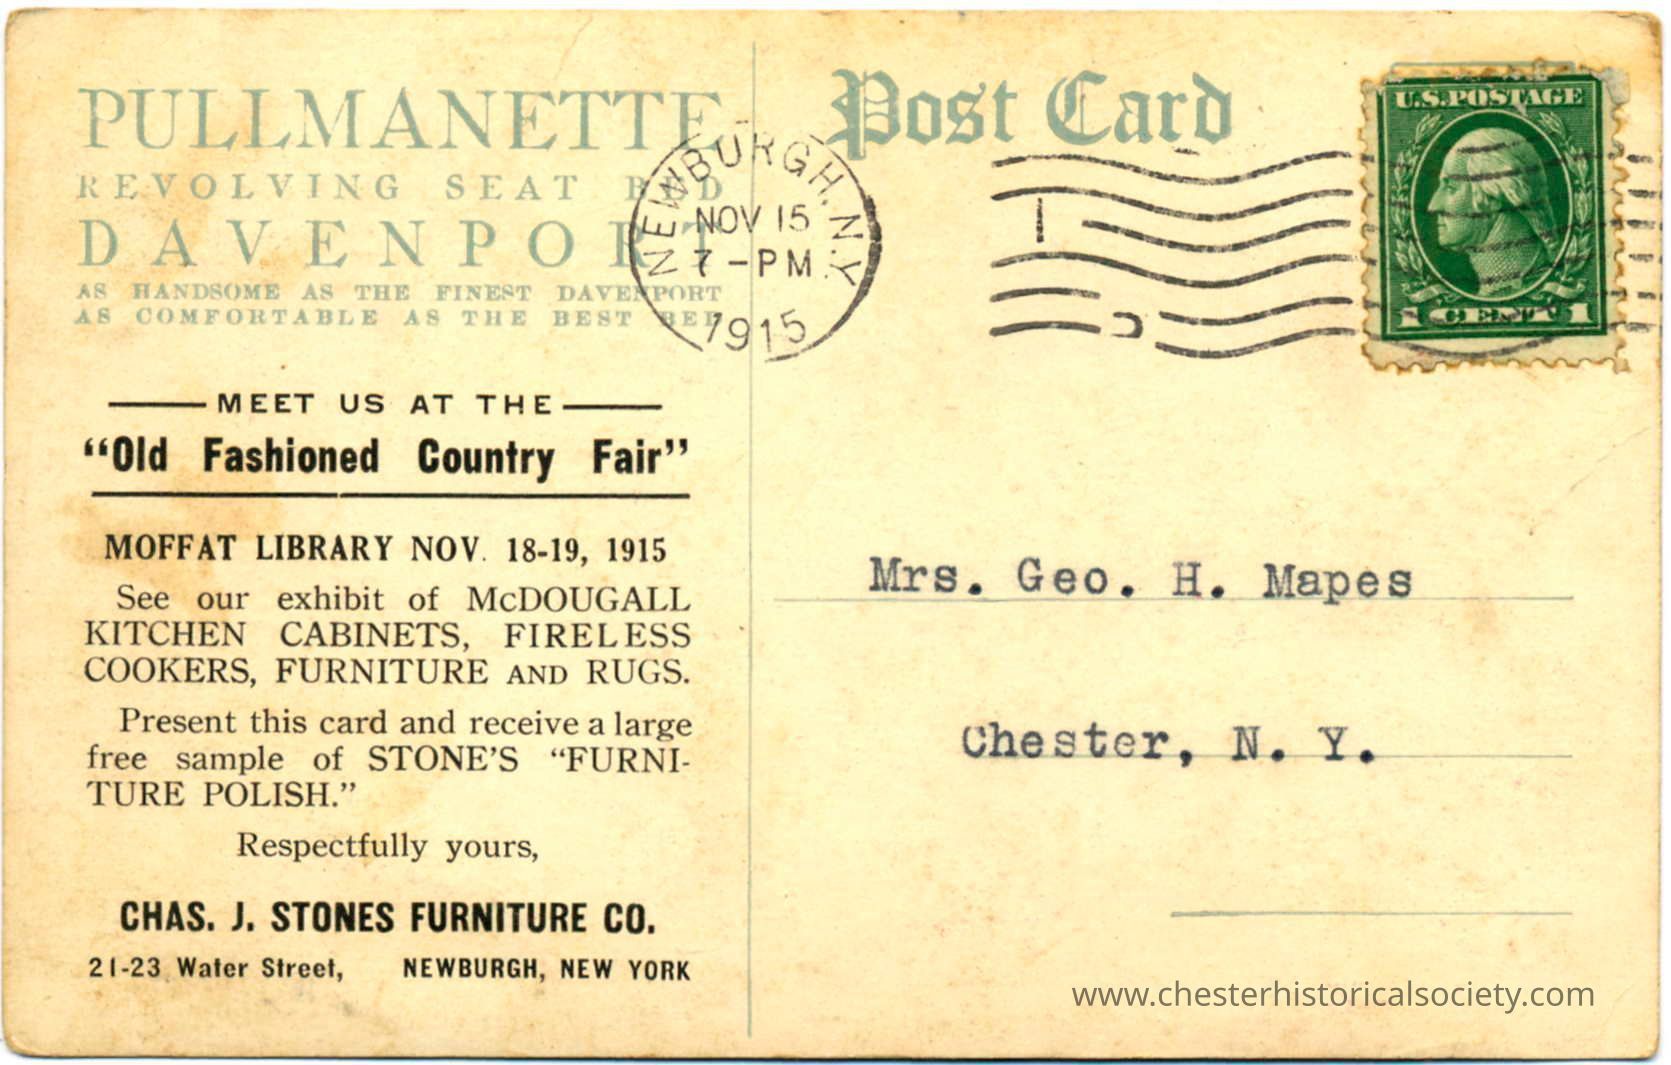 PULLMANETTE
REVOLVING SEAT BED
DAVENPORT
AS HANDSOME AS THE FINEST DAVENPORT
AS COMFORTABLE AS THE BEST BED
MEET US AT THE
"Old Fashioned Country Fair"
MOFFAT LIBRARY NOV. 18-19, 1915
See our exhibit of McDOUGALL
KITCHEN CABINETS, FIRELESS
COOKERS, FURNITURE AND RUGS.
Present this card and receive a large
free sample of STONE'S "FURNI-
TURE POLISH."
Respectfully yours,
CHAS. J. STONES FURNITURE CO.
21-23 Water Street, NEWBURGH, NEW YORK
Post Card
NEWBURGH, N.Y.
NOV 15
7-PM
1915
U.S. POSTAGE
1 CENT 1
Mrs. Geo. H. Mapes
Chester, N. Y.
www.chesterhistoricalsociety.com